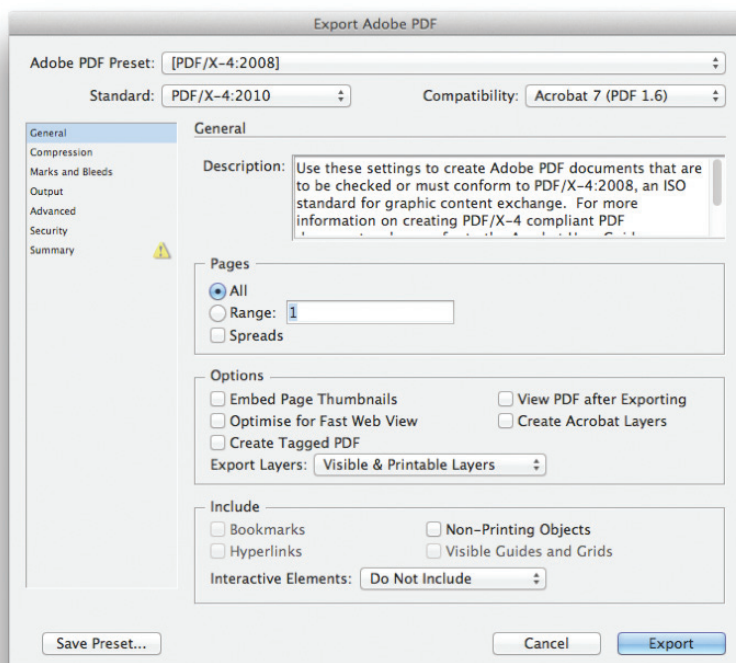 Export Adobe PDF
Adobe PDF Preset: [PDF/X-4:2008]
Standard: PDF/X-4:2010 Compatibility: Acrobat 7 (PDF 1.6)
General
Compression
Marks and Bleeds
Output
Advanced
Security
Summary
General
Description: Use these settings to create Adobe PDF documents that are
to be checked or must conform to PDF/X-4:2008, an ISO
standard for graphic content exchange. For more
information on creating PDF/X-4 compliant PDF
Pages
All
Range: 1
Spreads
Options
Embed Page Thumbnails View PDF after Exporting
Optimise for Fast Web View Create Acrobat Layers
Create Tagged PDF
Export Layers: Visible & Printable Layers
Include
Bookmarks Non-Printing Objects
Hyperlinks Visible Guides and Grids
Interactive Elements: Do Not Include
Save Preset... Cancel Export